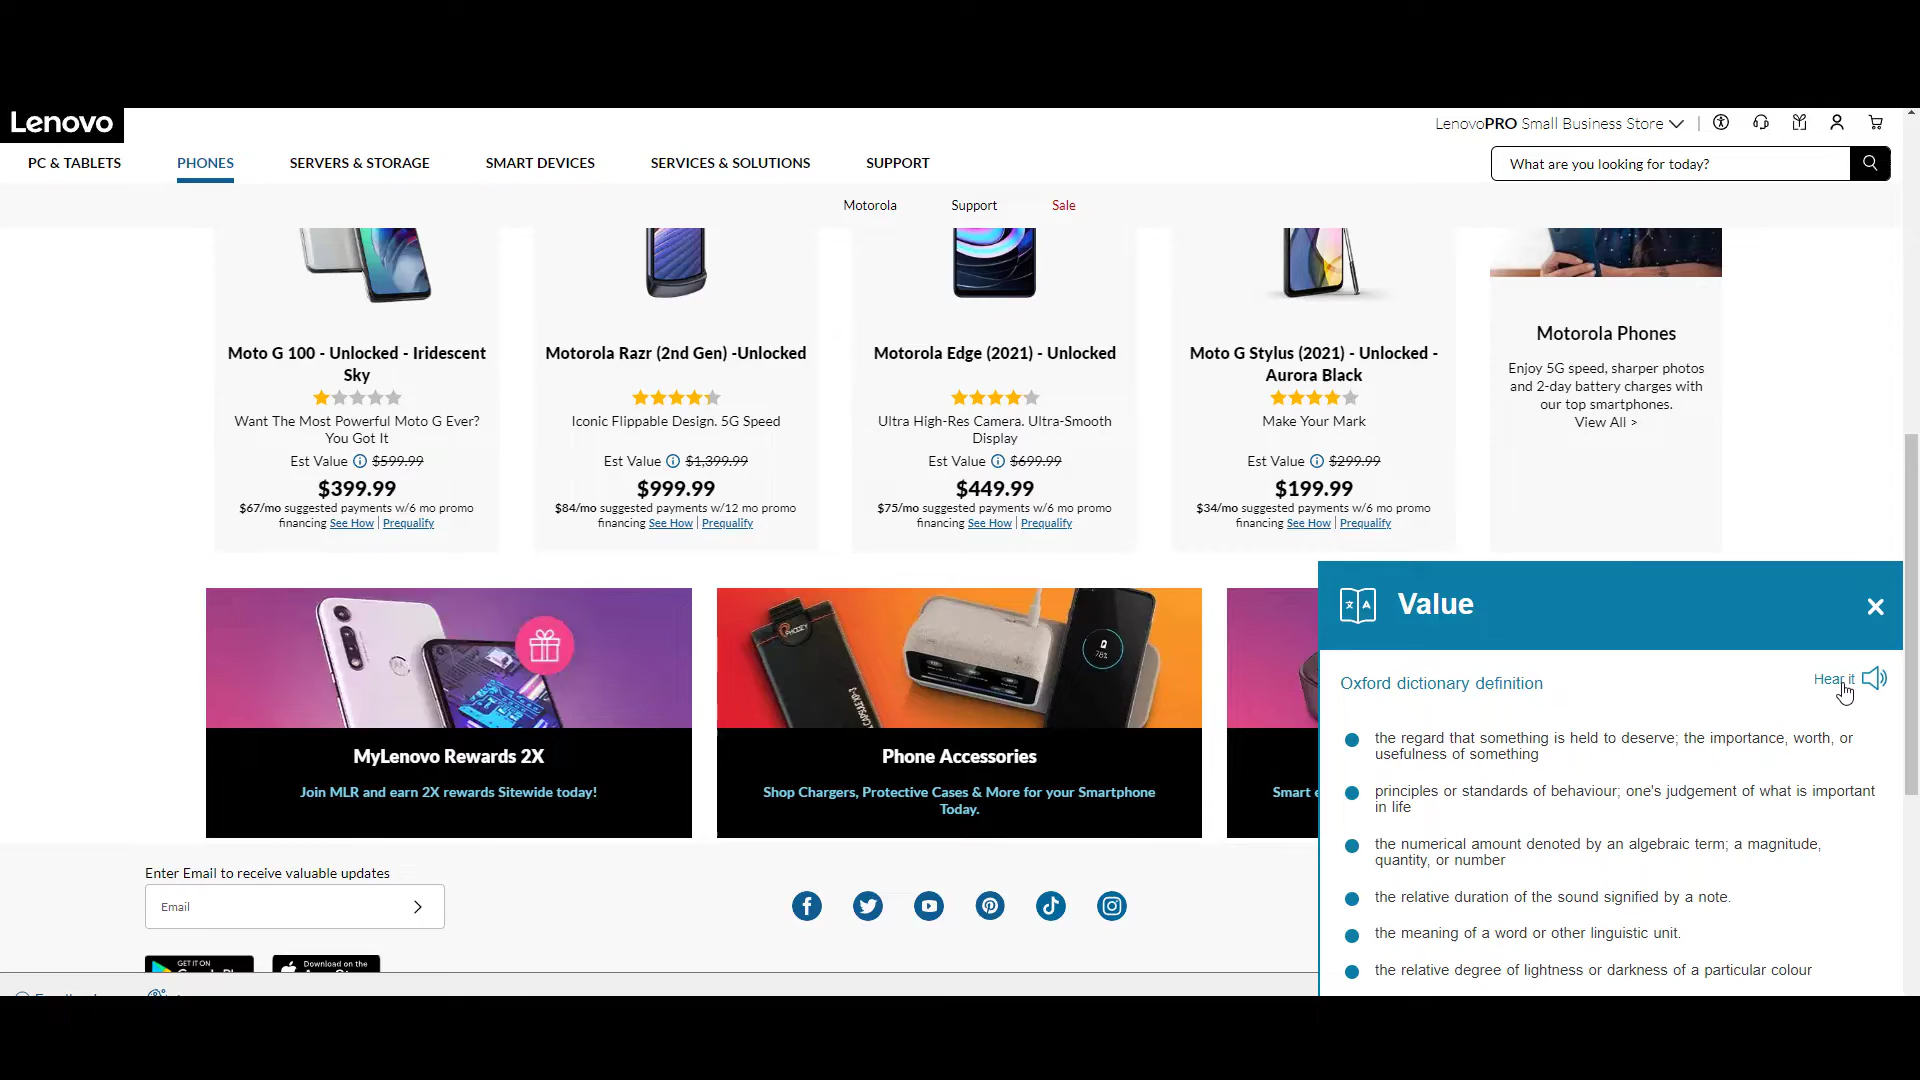 Lenovo
LenovoPRO Small Business Store
PC & TABLETS
PHONES
SERVERS & STORAGE
SMART DEVICES
SERVICES & SOLUTIONS
SUPPORT
What are you looking for today?
Motorola
Support
Sale
Moto G 100 - Unlocked - Iridescent
Sky
Want The Most Powerful Moto G Ever?
You Got It
Est Value $599.99
$399.99
$67/mo suggested payments w/6 mo promo
financing See How | Prequalify
Motorola Razr (2nd Gen) -Unlocked
Iconic Flippable Design. 5G Speed
Est Value $1,399.99
$999.99
$84/mo suggested payments w/12 mo promo
financing See How | Prequalify
Motorola Edge (2021) - Unlocked
Ultra High-Res Camera. Ultra-Smooth
Display
Est Value $699.99
$449.99
$75/mo suggested payments w/6 mo promo
financing See How | Prequalify
Moto G Stylus (2021) - Unlocked -
Aurora Black
Make Your Mark
Est Value $299.99
$199.99
$34/mo suggested payments w/6 mo promo
financing See How | Prequalify
Motorola Phones
Enjoy 5G speed, sharper photos
and 2-day battery charges with
our top smartphones.
View All >
MyLenovo Rewards 2X
Join MLR and earn 2X rewards Sitewide today!
PHOOZY
78%
Phone Accessories
Shop Chargers, Protective Cases & More for your Smartphone
Today.
Smart
Value
Oxford dictionary definition
Hear it
the regard that something is held to deserve; the importance, worth, or
usefulness of something
principles or standards of behaviour; one's judgement of what is important
in life
the numerical amount denoted by an algebraic term; a magnitude,
quantity, or number
the relative duration of the sound signified by a note.
the meaning of a word or other linguistic unit.
the relative degree of lightness or darkness of a particular colour
Enter Email to receive valuable updates
Email
GET IT ON
Download on the